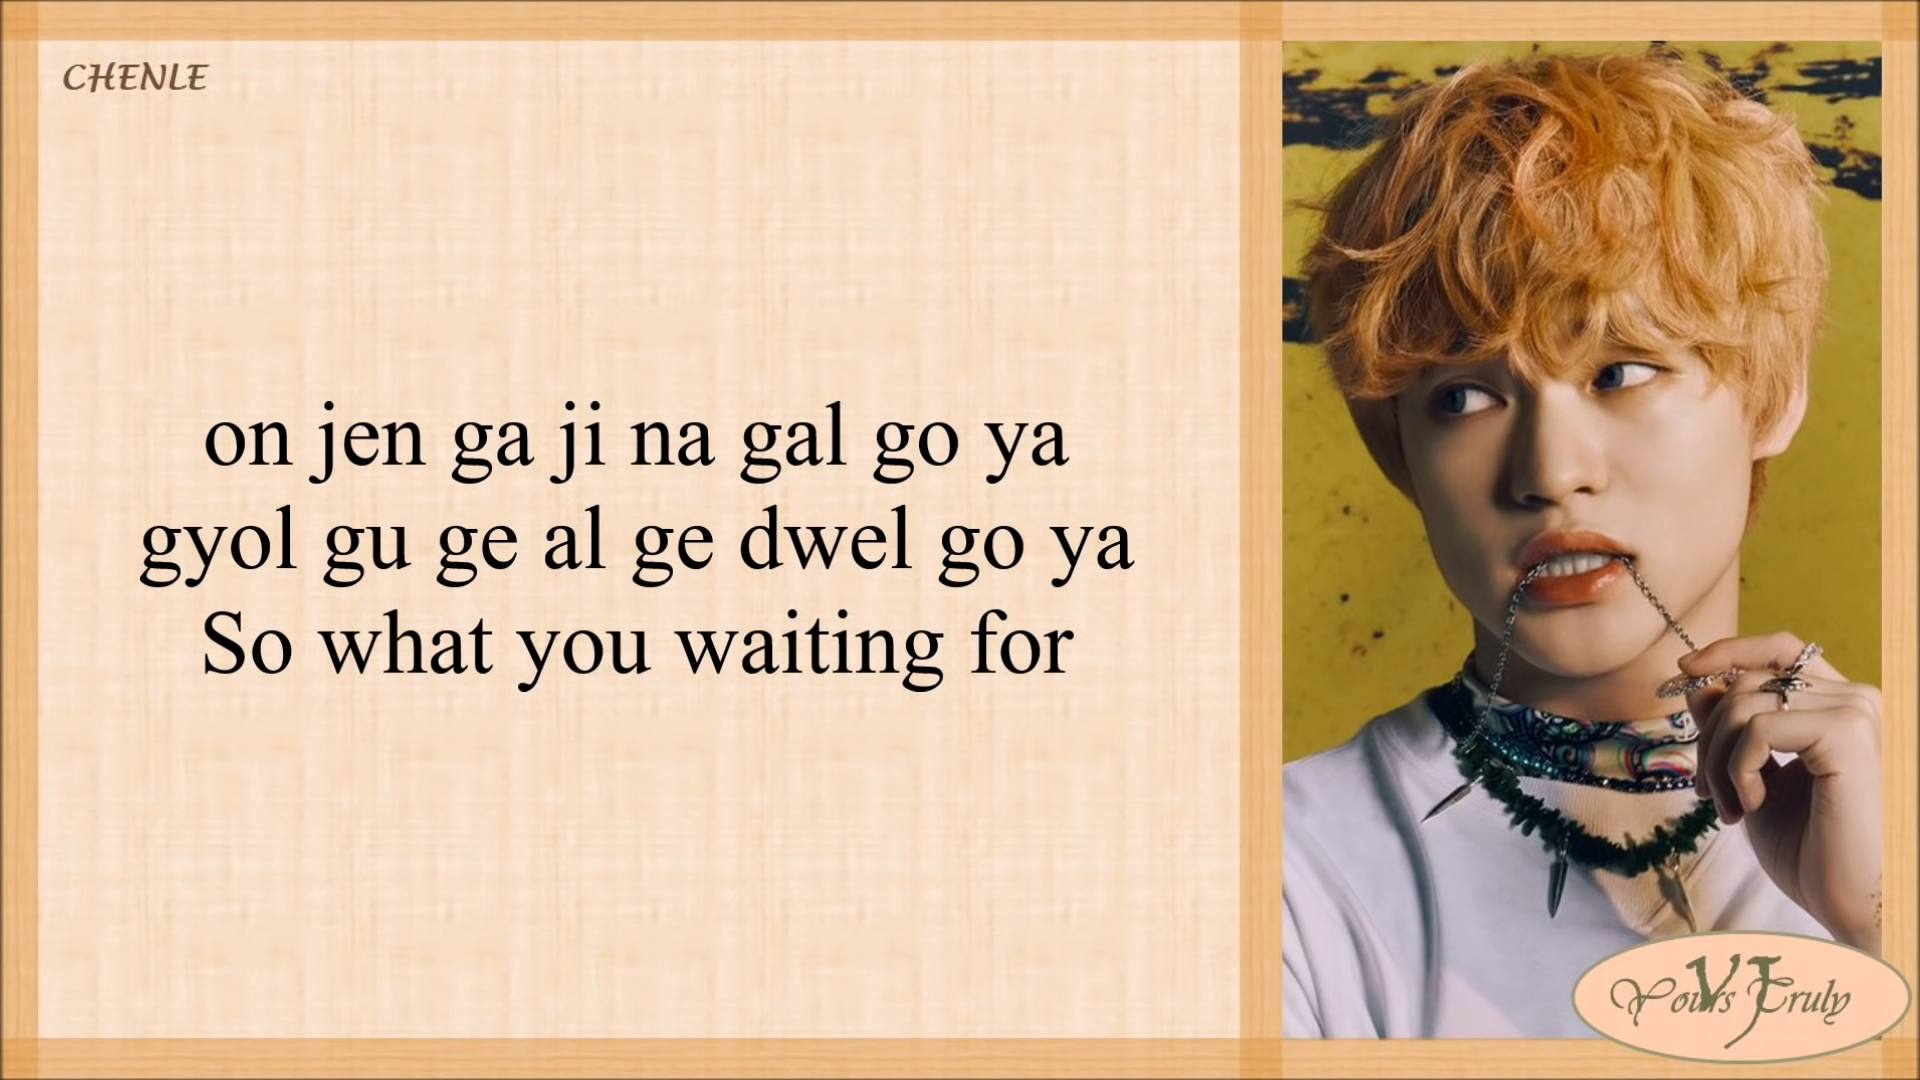 CHENLE
on jen ga ji na gal go ya
gyol gu ge al ge dwel go ya
So what you waiting for
Yours Truly
VJ